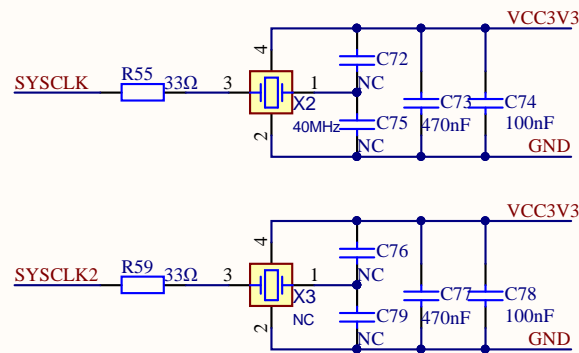 VCC3V3
4
C72
SYSCLK
R55
33Ω
3
1
NC
X2
C73
C74
2
40MHz
C75
470nF
100nF
NC
GND
VCC3V3
4
C76
SYSCLK2
R59
33Ω
3
1
NC
X3
C77
C78
2
NC
C79
470nF
100nF
NC
GND